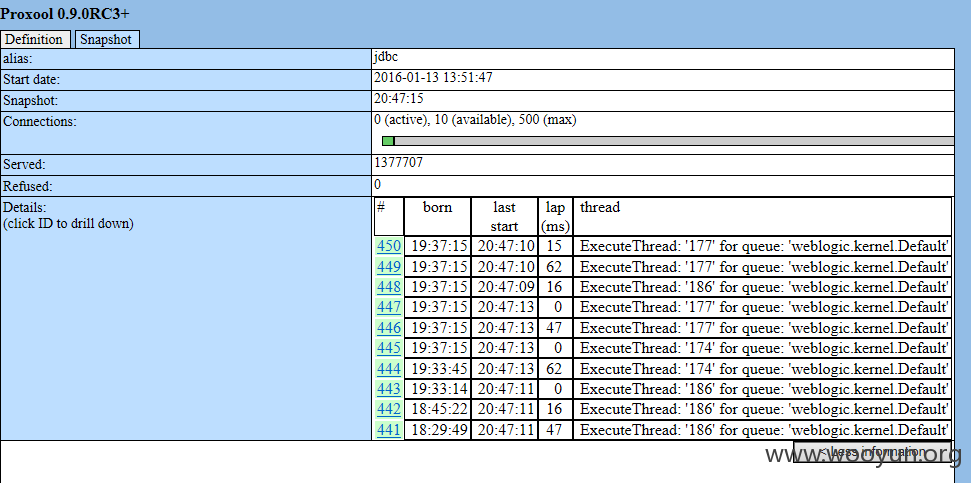 Proxool 0.9.0RC3+
Definition Snapshot
alias: jdbc
Start date: 2016-01-13 13:51:47
Snapshot: 20:47:15
Connections: 0 (active), 10 (available), 500 (max)
Served: 1377707
Refused: 0
Details:
(click ID to drill down)
# born last start lap (ms) thread
450 19:37:15 20:47:10 15 ExecuteThread: '177' for queue: 'weblogic.kernel.Default'
449 19:37:15 20:47:10 62 ExecuteThread: '177' for queue: 'weblogic.kernel.Default'
448 19:37:15 20:47:09 16 ExecuteThread: '186' for queue: 'weblogic.kernel.Default'
447 19:37:15 20:47:13 0 ExecuteThread: '177' for queue: 'weblogic.kernel.Default'
446 19:37:15 20:47:13 47 ExecuteThread: '177' for queue: 'weblogic.kernel.Default'
445 19:37:15 20:47:13 0 ExecuteThread: '174' for queue: 'weblogic.kernel.Default'
444 19:33:45 20:47:13 62 ExecuteThread: '174' for queue: 'weblogic.kernel.Default'
443 19:33:14 20:47:11 0 ExecuteThread: '186' for queue: 'weblogic.kernel.Default'
442 18:45:22 20:47:11 16 ExecuteThread: '186' for queue: 'weblogic.kernel.Default'
441 18:29:49 20:47:11 47 ExecuteThread: '186' for queue: 'weblogic.kernel.Default'
< Less information
www.wooyun.org